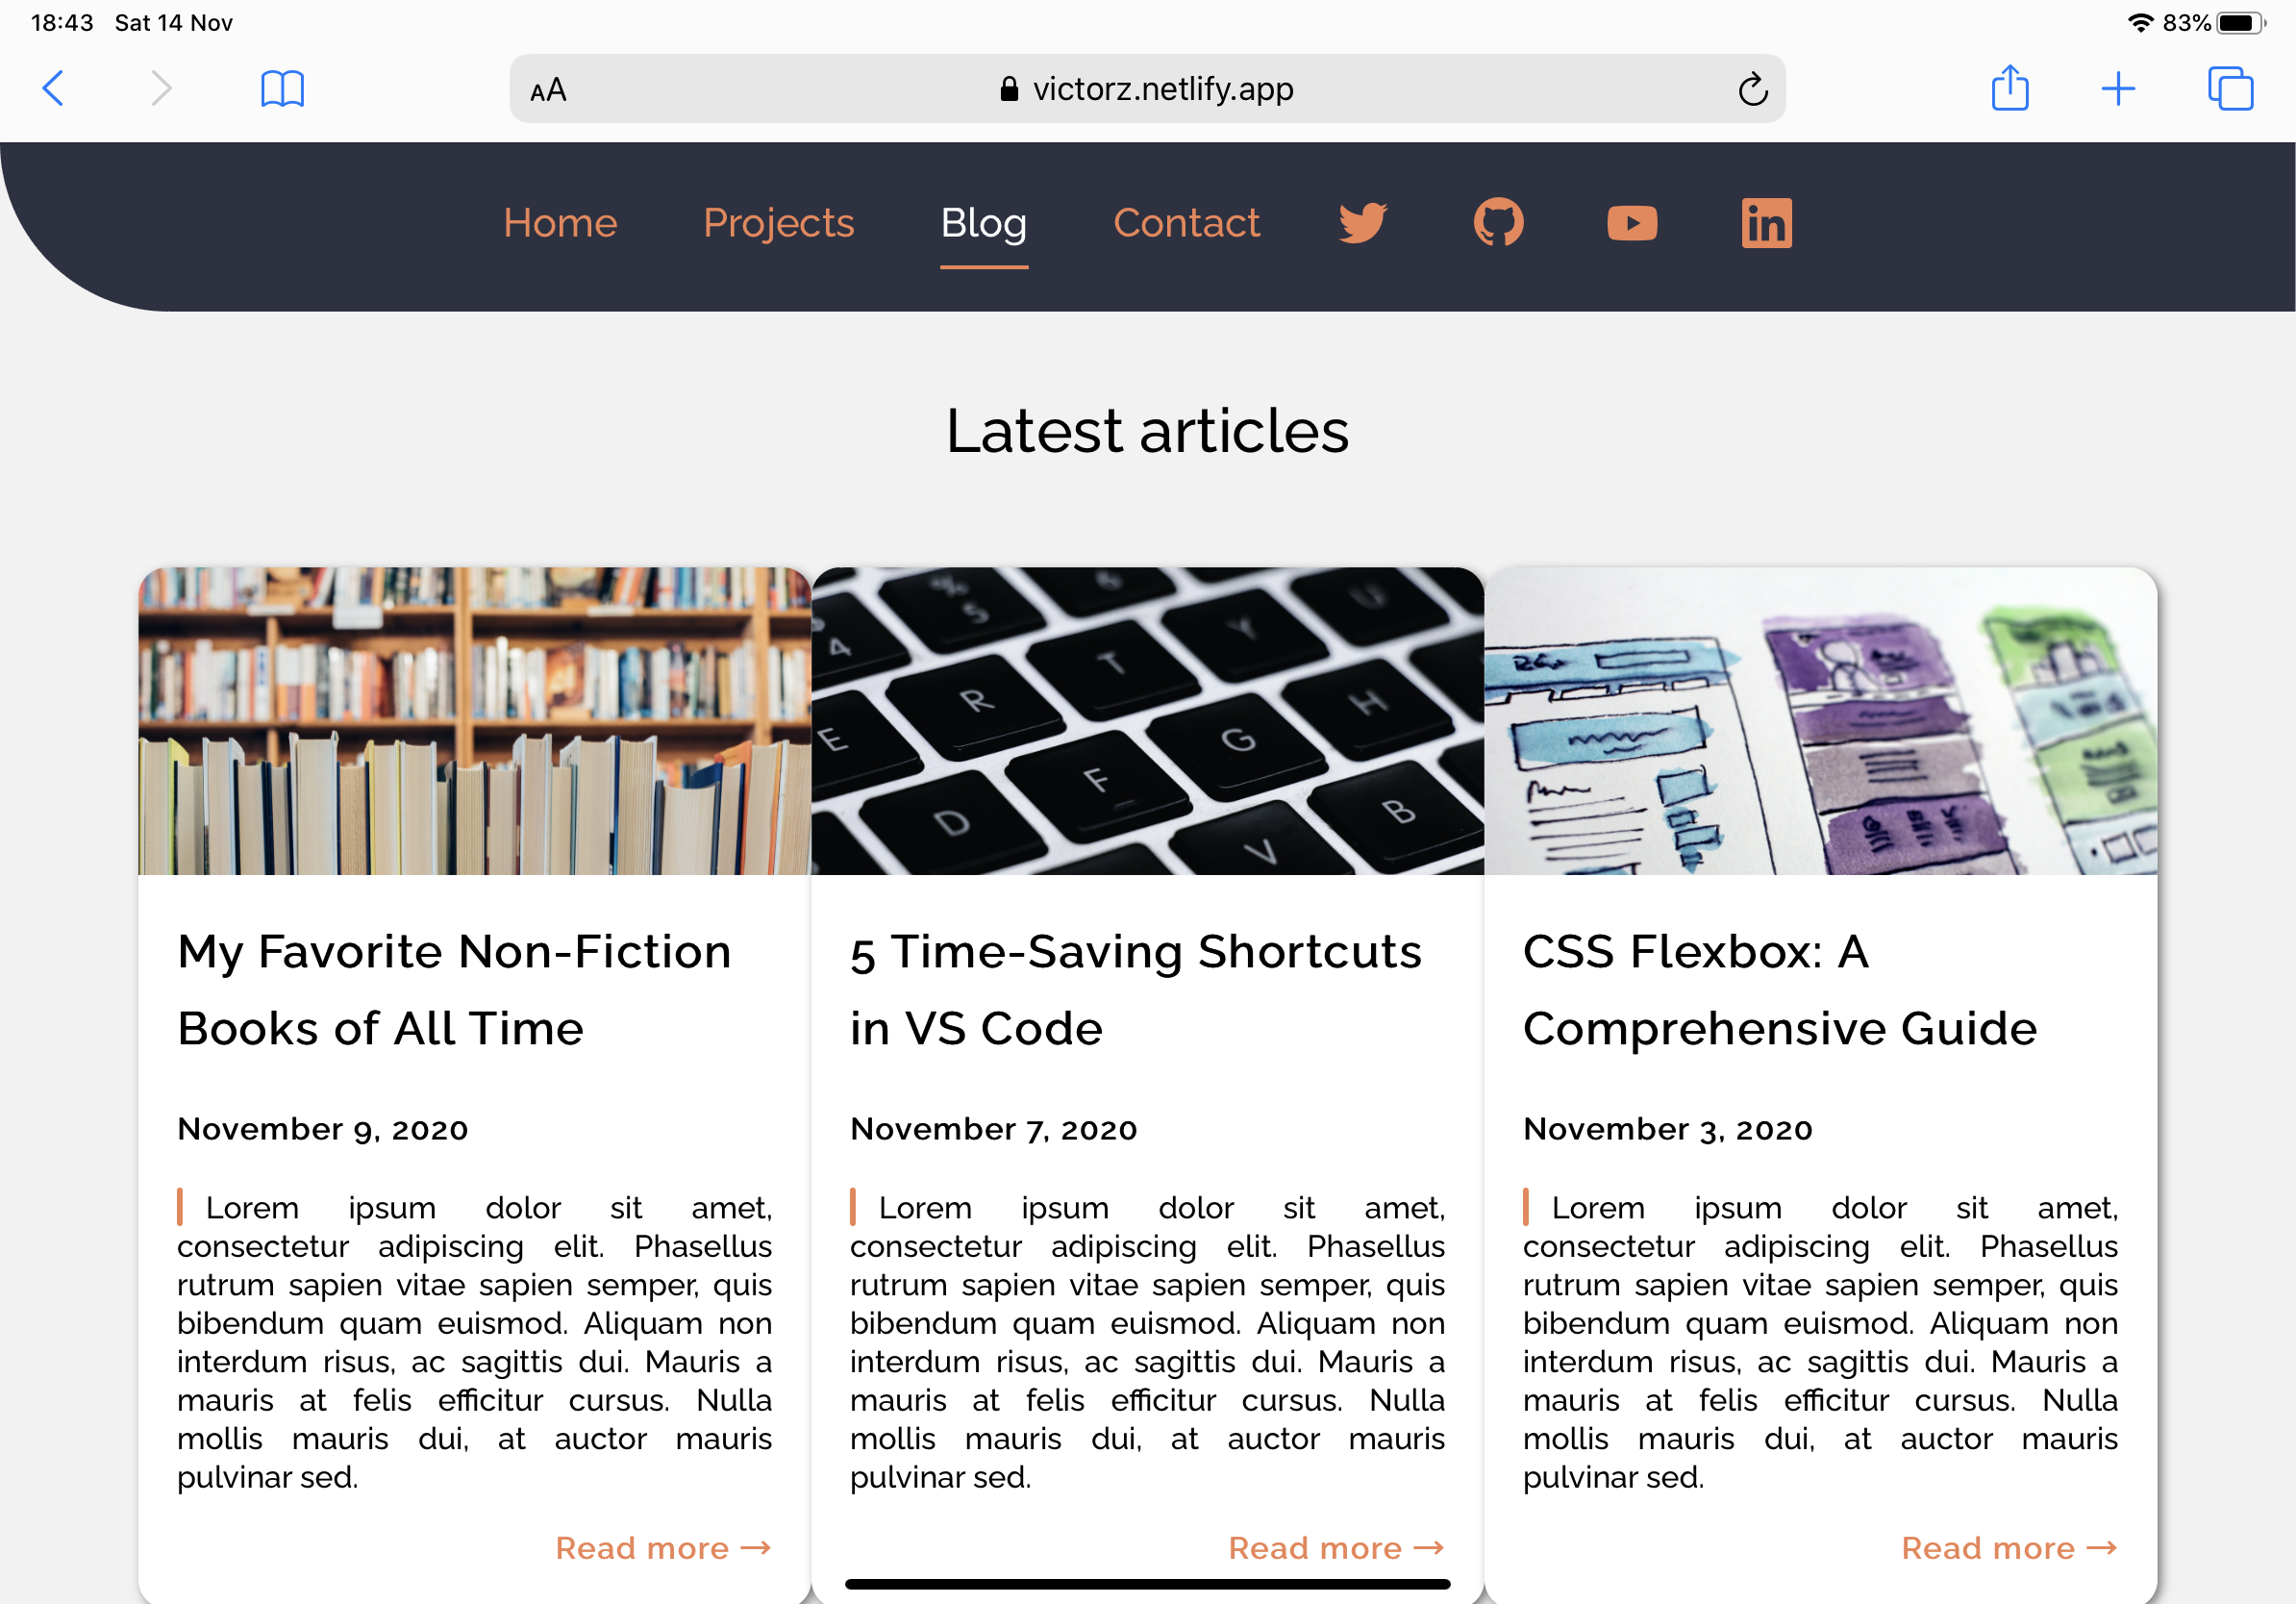 18:43 Sat 14 Nov
83%
AA
victorz.netlify.app
Home Projects Blog Contact
in
Latest articles
% 5 6 U
4 T Y
E R G H
D F B
V
My Favorite Non-Fiction
Books of All Time
November 9, 2020
Lorem ipsum dolor sit amet,
consectetur adipiscing elit. Phasellus
rutrum sapien vitae sapien semper, quis
bibendum quam euismod. Aliquam non
interdum risus, ac sagittis dui. Mauris a
mauris at felis efficitur cursus. Nulla
mollis mauris dui, at auctor mauris
pulvinar sed.
Read more →
5 Time-Saving Shortcuts
in VS Code
November 7, 2020
Lorem ipsum dolor sit amet,
consectetur adipiscing elit. Phasellus
rutrum sapien vitae sapien semper, quis
bibendum quam euismod. Aliquam non
interdum risus, ac sagittis dui. Mauris a
mauris at felis efficitur cursus. Nulla
mollis mauris dui, at auctor mauris
pulvinar sed.
Read more →
CSS Flexbox: A
Comprehensive Guide
November 3, 2020
Lorem ipsum dolor sit amet,
consectetur adipiscing elit. Phasellus
rutrum sapien vitae sapien semper, quis
bibendum quam euismod. Aliquam non
interdum risus, ac sagittis dui. Mauris a
mauris at felis efficitur cursus. Nulla
mollis mauris dui, at auctor mauris
pulvinar sed.
Read more →